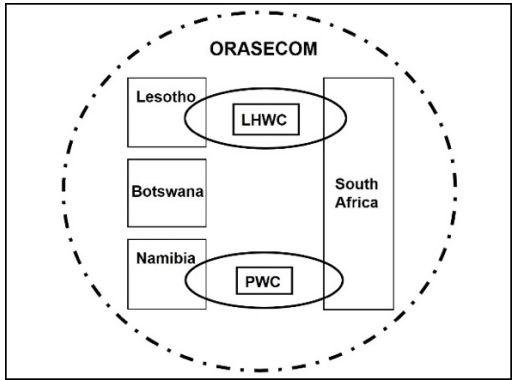 ORASECOM
Lesotho
LHWC
Botswana
South
Africa
Namibia
PWC